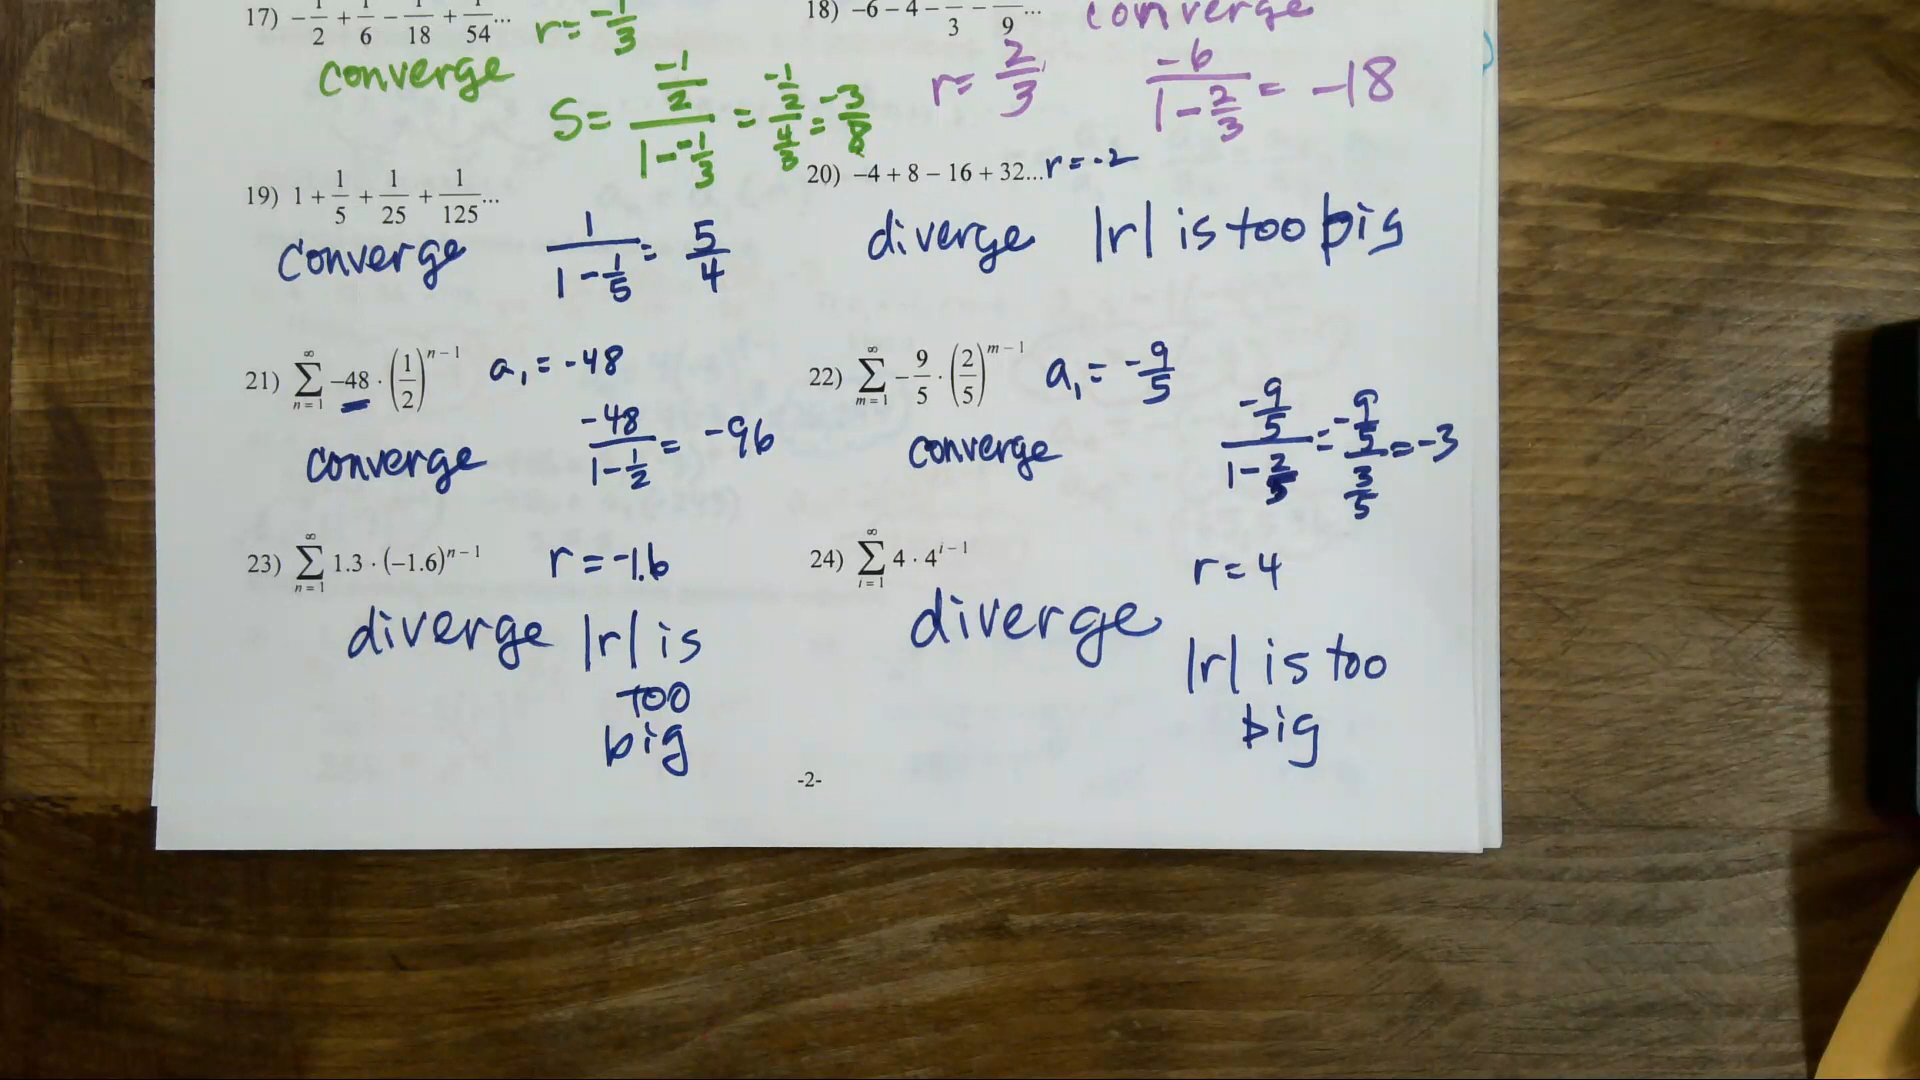 17) −1/2 + 1/6 − 1/18 + 1/54... r = -1/3
converge
S = (-1/2)/(1 - -1/3) = (-1/2)/(4/3) = -3/8
18) −6 − 4 − /3 − /9 ... converge
r = 2/3 -6/(1 - 2/3) = -18
19) 1 + 1/5 + 1/25 + 1/125 ...
converge 1/(1 - 1/5) = 5/4
20) −4 + 8 − 16 + 32... r = -2
diverge |r| is too big
21) ∞ Σ n = 1 −48 · (1/2)^(n − 1) a₁ = -48
converge -48/(1 - 1/2) = -96
22) ∞ Σ m = 1 −9/5 · (2/5)^(m − 1) a₁ = -9/5
converge (-9/5)/(1 - 2/5) = (-9/5)/(3/5) = -3
23) ∞ Σ n = 1 1.3 · (−1.6)^(n − 1) r = -1.6
diverge |r| is
too
big
24) ∞ Σ i = 1 4 · 4^(i − 1) r = 4
diverge
|r| is too
big
-2-